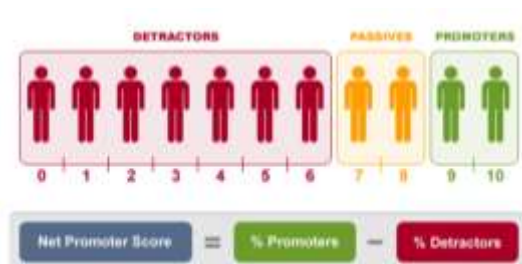 DETRACTORS PASSIVES PROMOTERS
0 1 2 3 4 5 6 7 8 9 10
Net Promoter Score = % Promoters − % Detractors